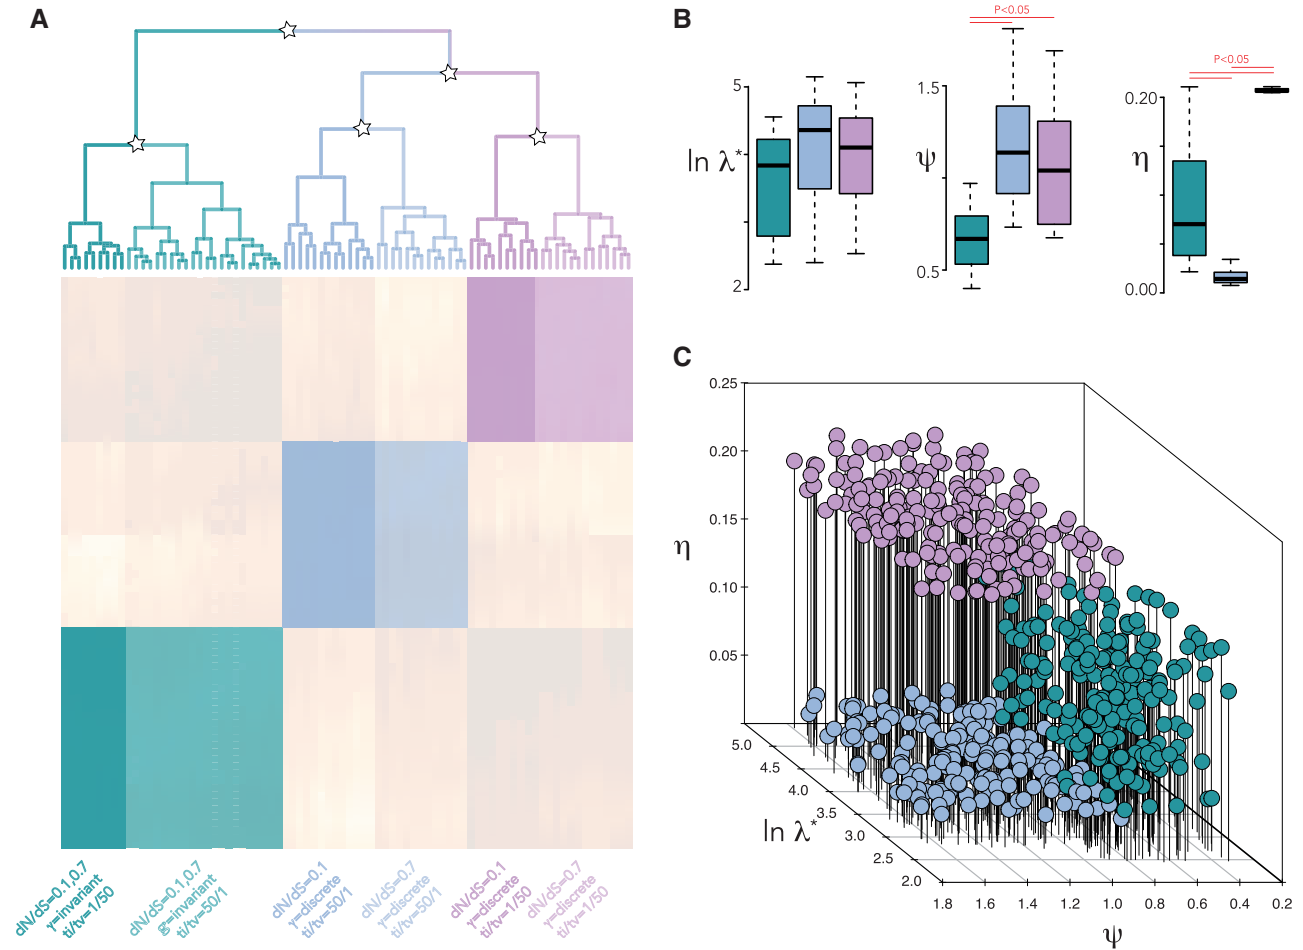 A
dN/dS=0.1,0.7
γ=invariant
ti/tv=1/50
dN/dS=0.1,0.7
g=invariant
ti/tv=50/1
dN/dS=0.1
γ=discrete
ti/tv=50/1
dN/dS=0.7
γ=discrete
ti/tv=50/1
dN/dS=0.1
γ=discrete
ti/tv=1/50
dN/dS=0.7
γ=discrete
ti/tv=1/50
B
5
ln λ*
2
P<0.05
1.5
ψ
0.5
P<0.05
0.20
η
0.00
C
0.25
0.20
0.15
η
0.10
0.05
5.0
4.5
4.0
3.5
3.0
2.5
2.0
ln λ*
1.8
1.6
1.4
1.2
1.0
0.8
0.6
0.4
0.2
ψ